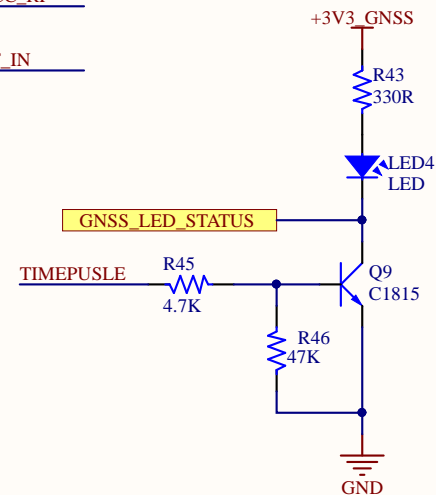 +3V3_GNSS
_IN
R43
330R
LED4
LED
GNSS_LED_STATUS
TIMEPUSLE
R45
4.7K
Q9
C1815
R46
47K
GND